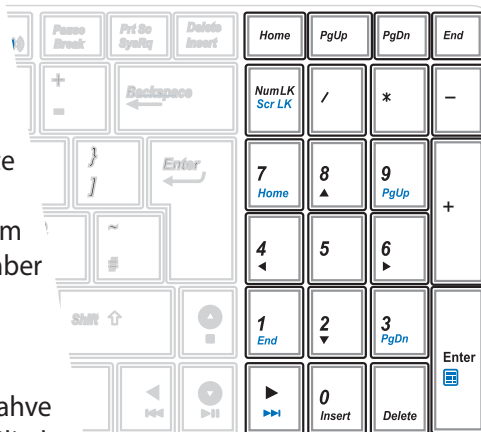 Pause Prt Sc Delete Home PgUp PgDn End
Break SysRq Insert
+ Backspace NumLK / * −
= Scr LK
} Enter 7 8 9 +
] Home PgUp
m
~ 4 5 6
#
Shift 1 2 3 Enter
End PgDn
ahve 0
Insert Delete